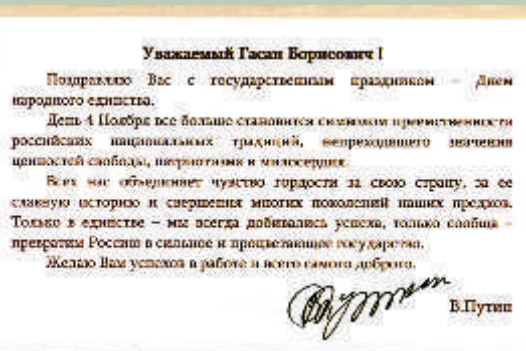 Уважаемый Гасан Борисович !
Поздравляю Вас с государственным праздником – Днем
народного единства.
День 4 Ноября все больше становится символом преемственности
российских национальных традиций, непреходящего значения
ценностей свободы, патриотизма и милосердия.
Всех нас объединяет чувство гордости за свою страну, за ее
славную историю и свершения многих поколений наших предков.
Только в единстве – мы всегда добивались успеха, только сообща –
превратим Россию в сильное и процветающее государство.
Желаю Вам успехов в работе и всего самого доброго.
В.Путин